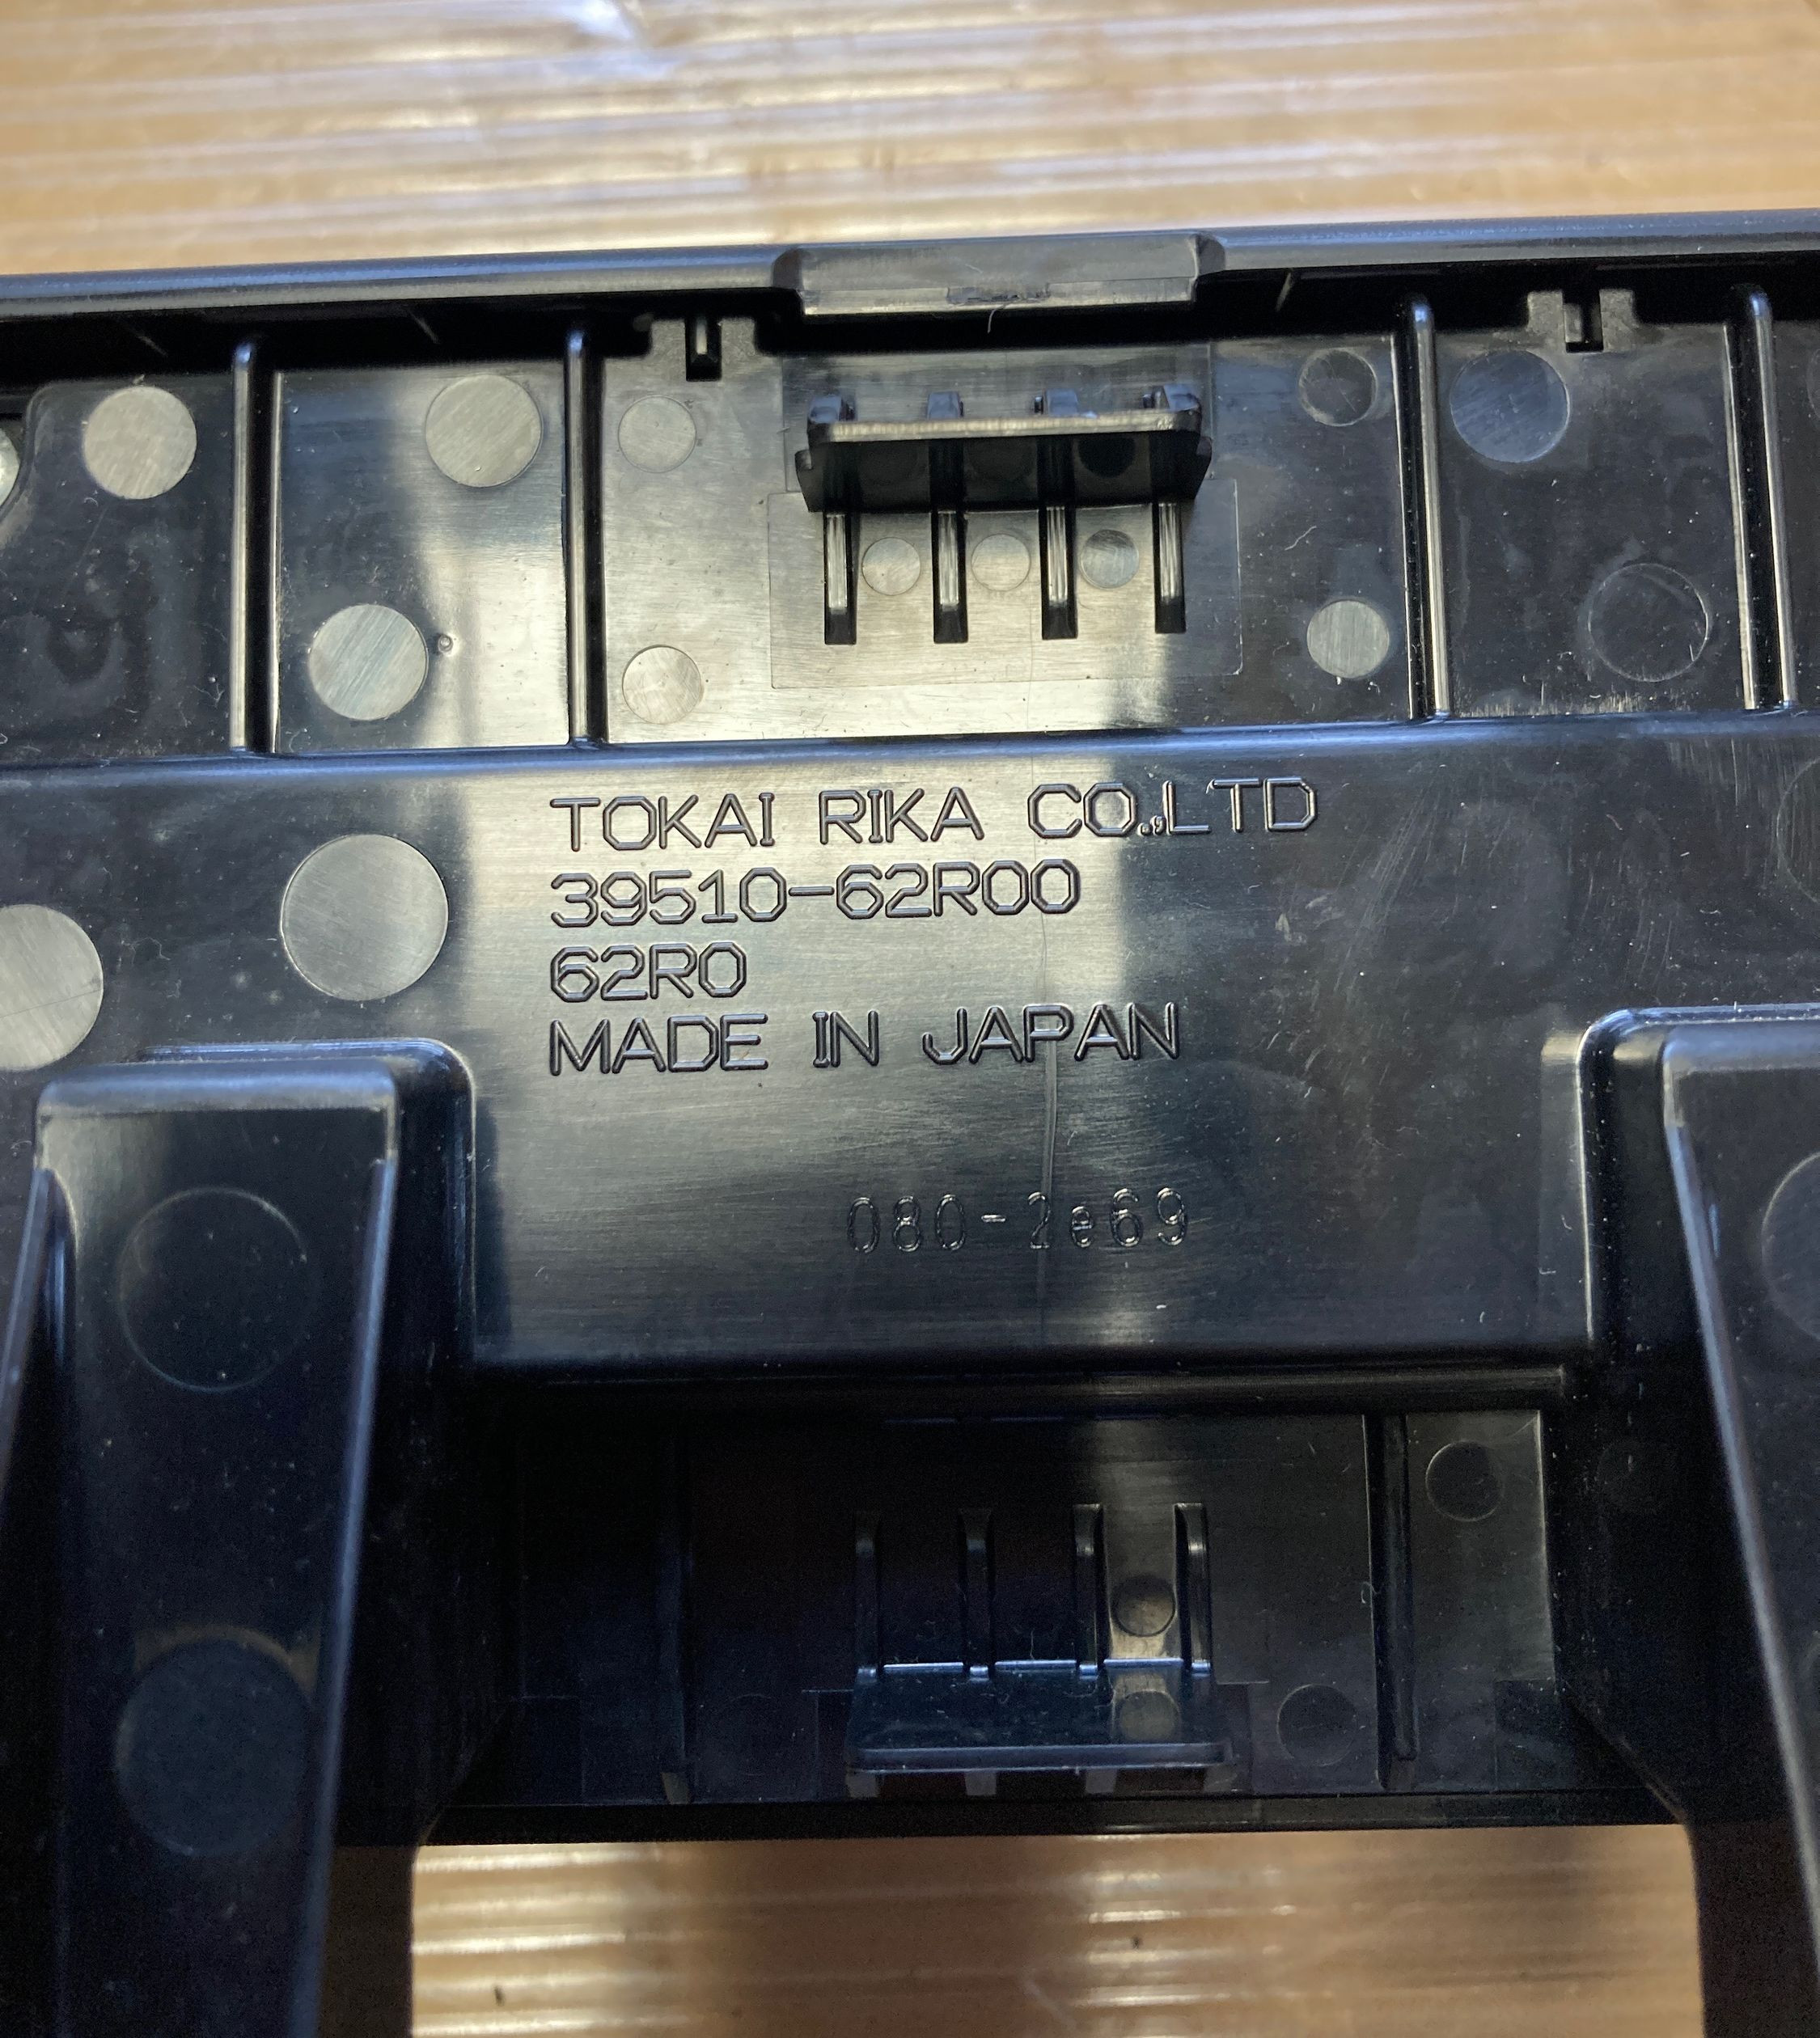 TOKAI RIKA CO.,LTD
39510-62R00
62R0
MADE IN JAPAN
080-2e69